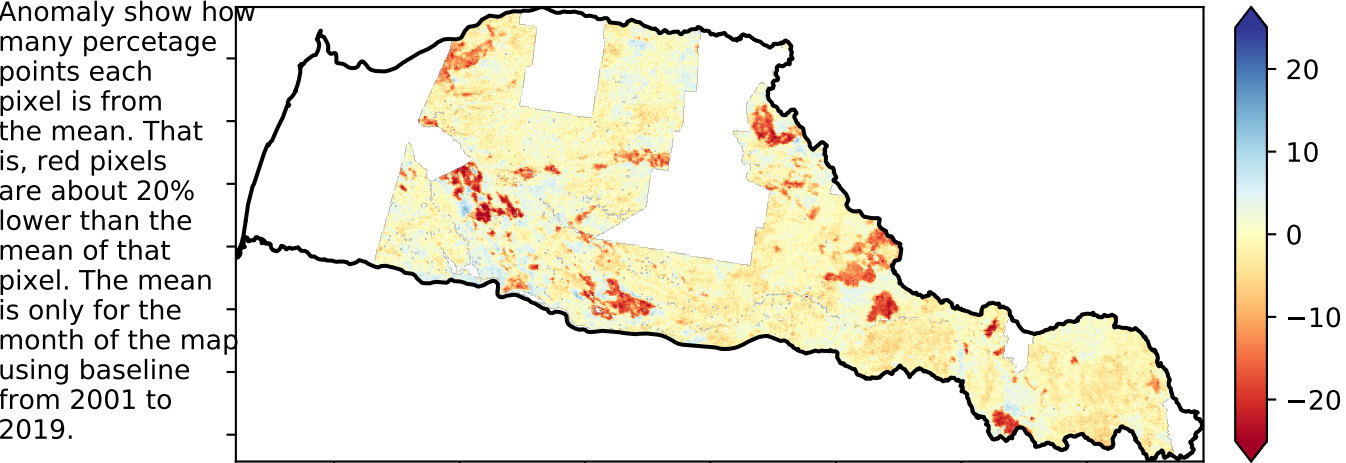 Anomaly show how
many percetage
points each
pixel is from
the mean. That
is, red pixels
are about 20%
lower than the
mean of that
pixel. The mean
is only for the
month of the map
using baseline
from 2001 to
2019.
20
10
0
−10
−20